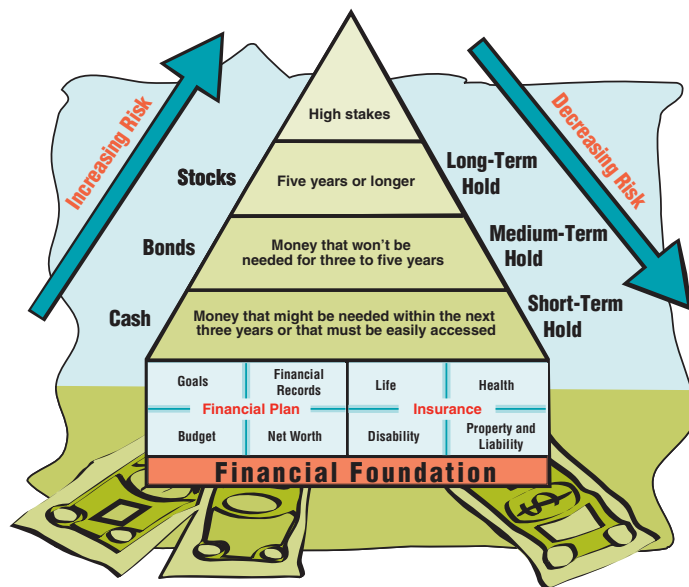 High stakes
Increasing Risk
Decreasing Risk
Stocks
Five years or longer
Long-Term
Hold
Bonds
Money that won't be
needed for three to five years
Medium-Term
Hold
Cash
Money that might be needed within the next
three years or that must be easily accessed
Short-Term
Hold
Goals
Financial
Records
Life
Health
Financial Plan
Insurance
Budget
Net Worth
Disability
Property and
Liability
Financial Foundation
$